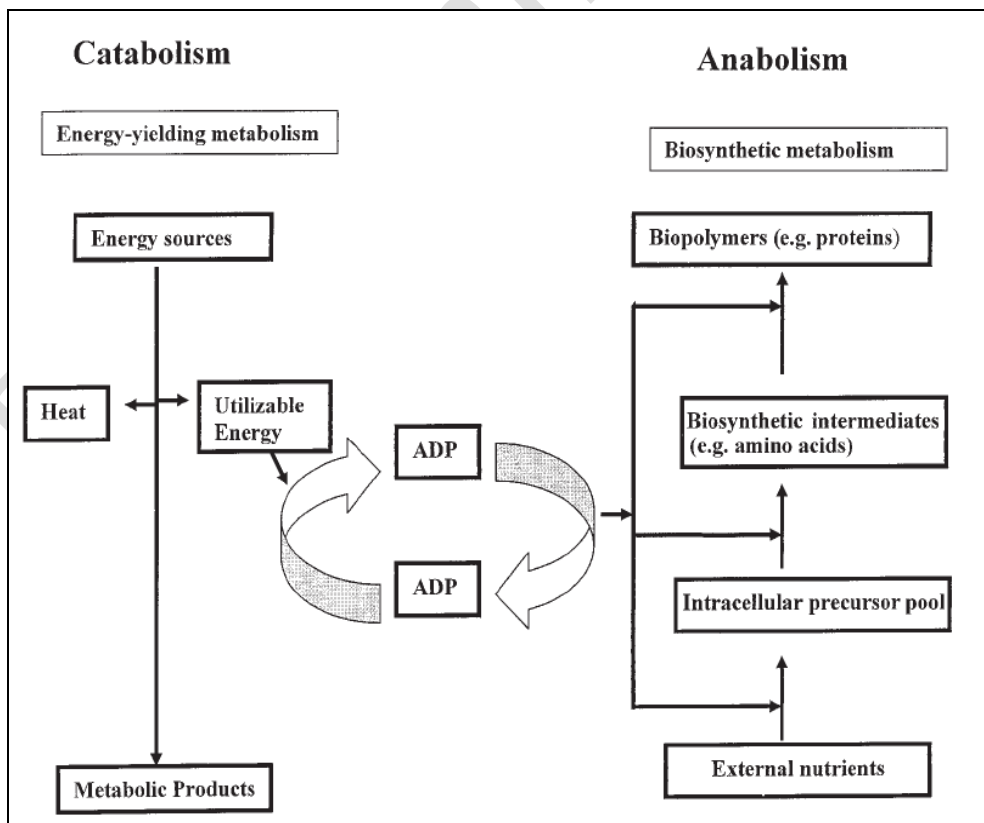 Catabolism
Anabolism
Energy-yielding metabolism
Biosynthetic metabolism
Energy sources
Biopolymers (e.g. proteins)
Heat
Utilizable
Energy
ADP
Biosynthetic intermediates
(e.g. amino acids)
ADP
Intracellular precursor pool
External nutrients
Metabolic Products